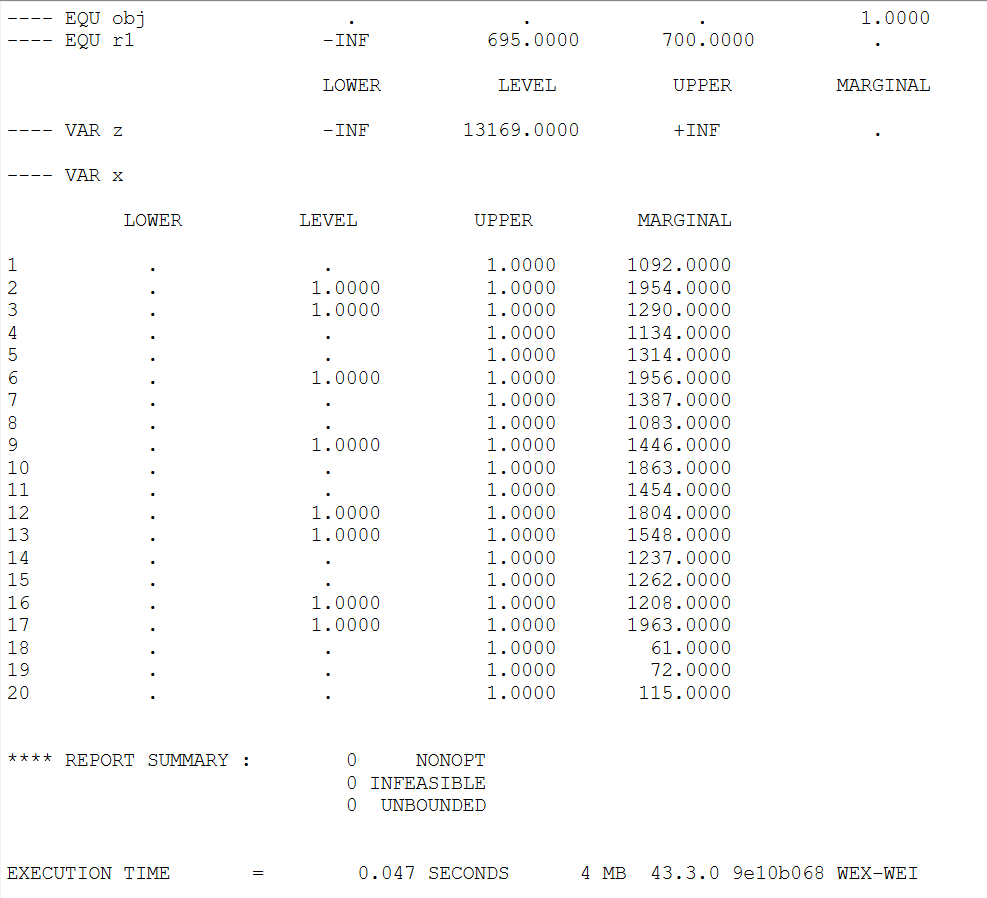 ---- EQU obj . . . 1.0000
---- EQU r1 -INF 695.0000 700.0000 .
LOWER LEVEL UPPER MARGINAL
---- VAR z -INF 13169.0000 +INF .
---- VAR x
LOWER LEVEL UPPER MARGINAL
1 . . 1.0000 1092.0000
2 . 1.0000 1.0000 1954.0000
3 . 1.0000 1.0000 1290.0000
4 . . 1.0000 1134.0000
5 . . 1.0000 1314.0000
6 . 1.0000 1.0000 1956.0000
7 . . 1.0000 1387.0000
8 . . 1.0000 1083.0000
9 . 1.0000 1.0000 1446.0000
10 . . 1.0000 1863.0000
11 . . 1.0000 1454.0000
12 . 1.0000 1.0000 1804.0000
13 . 1.0000 1.0000 1548.0000
14 . . 1.0000 1237.0000
15 . . 1.0000 1262.0000
16 . 1.0000 1.0000 1208.0000
17 . 1.0000 1.0000 1963.0000
18 . . 1.0000 61.0000
19 . . 1.0000 72.0000
20 . . 1.0000 115.0000
**** REPORT SUMMARY : 0 NONOPT
0 INFEASIBLE
0 UNBOUNDED
EXECUTION TIME = 0.047 SECONDS 4 MB 43.3.0 9e10b068 WEX-WEI